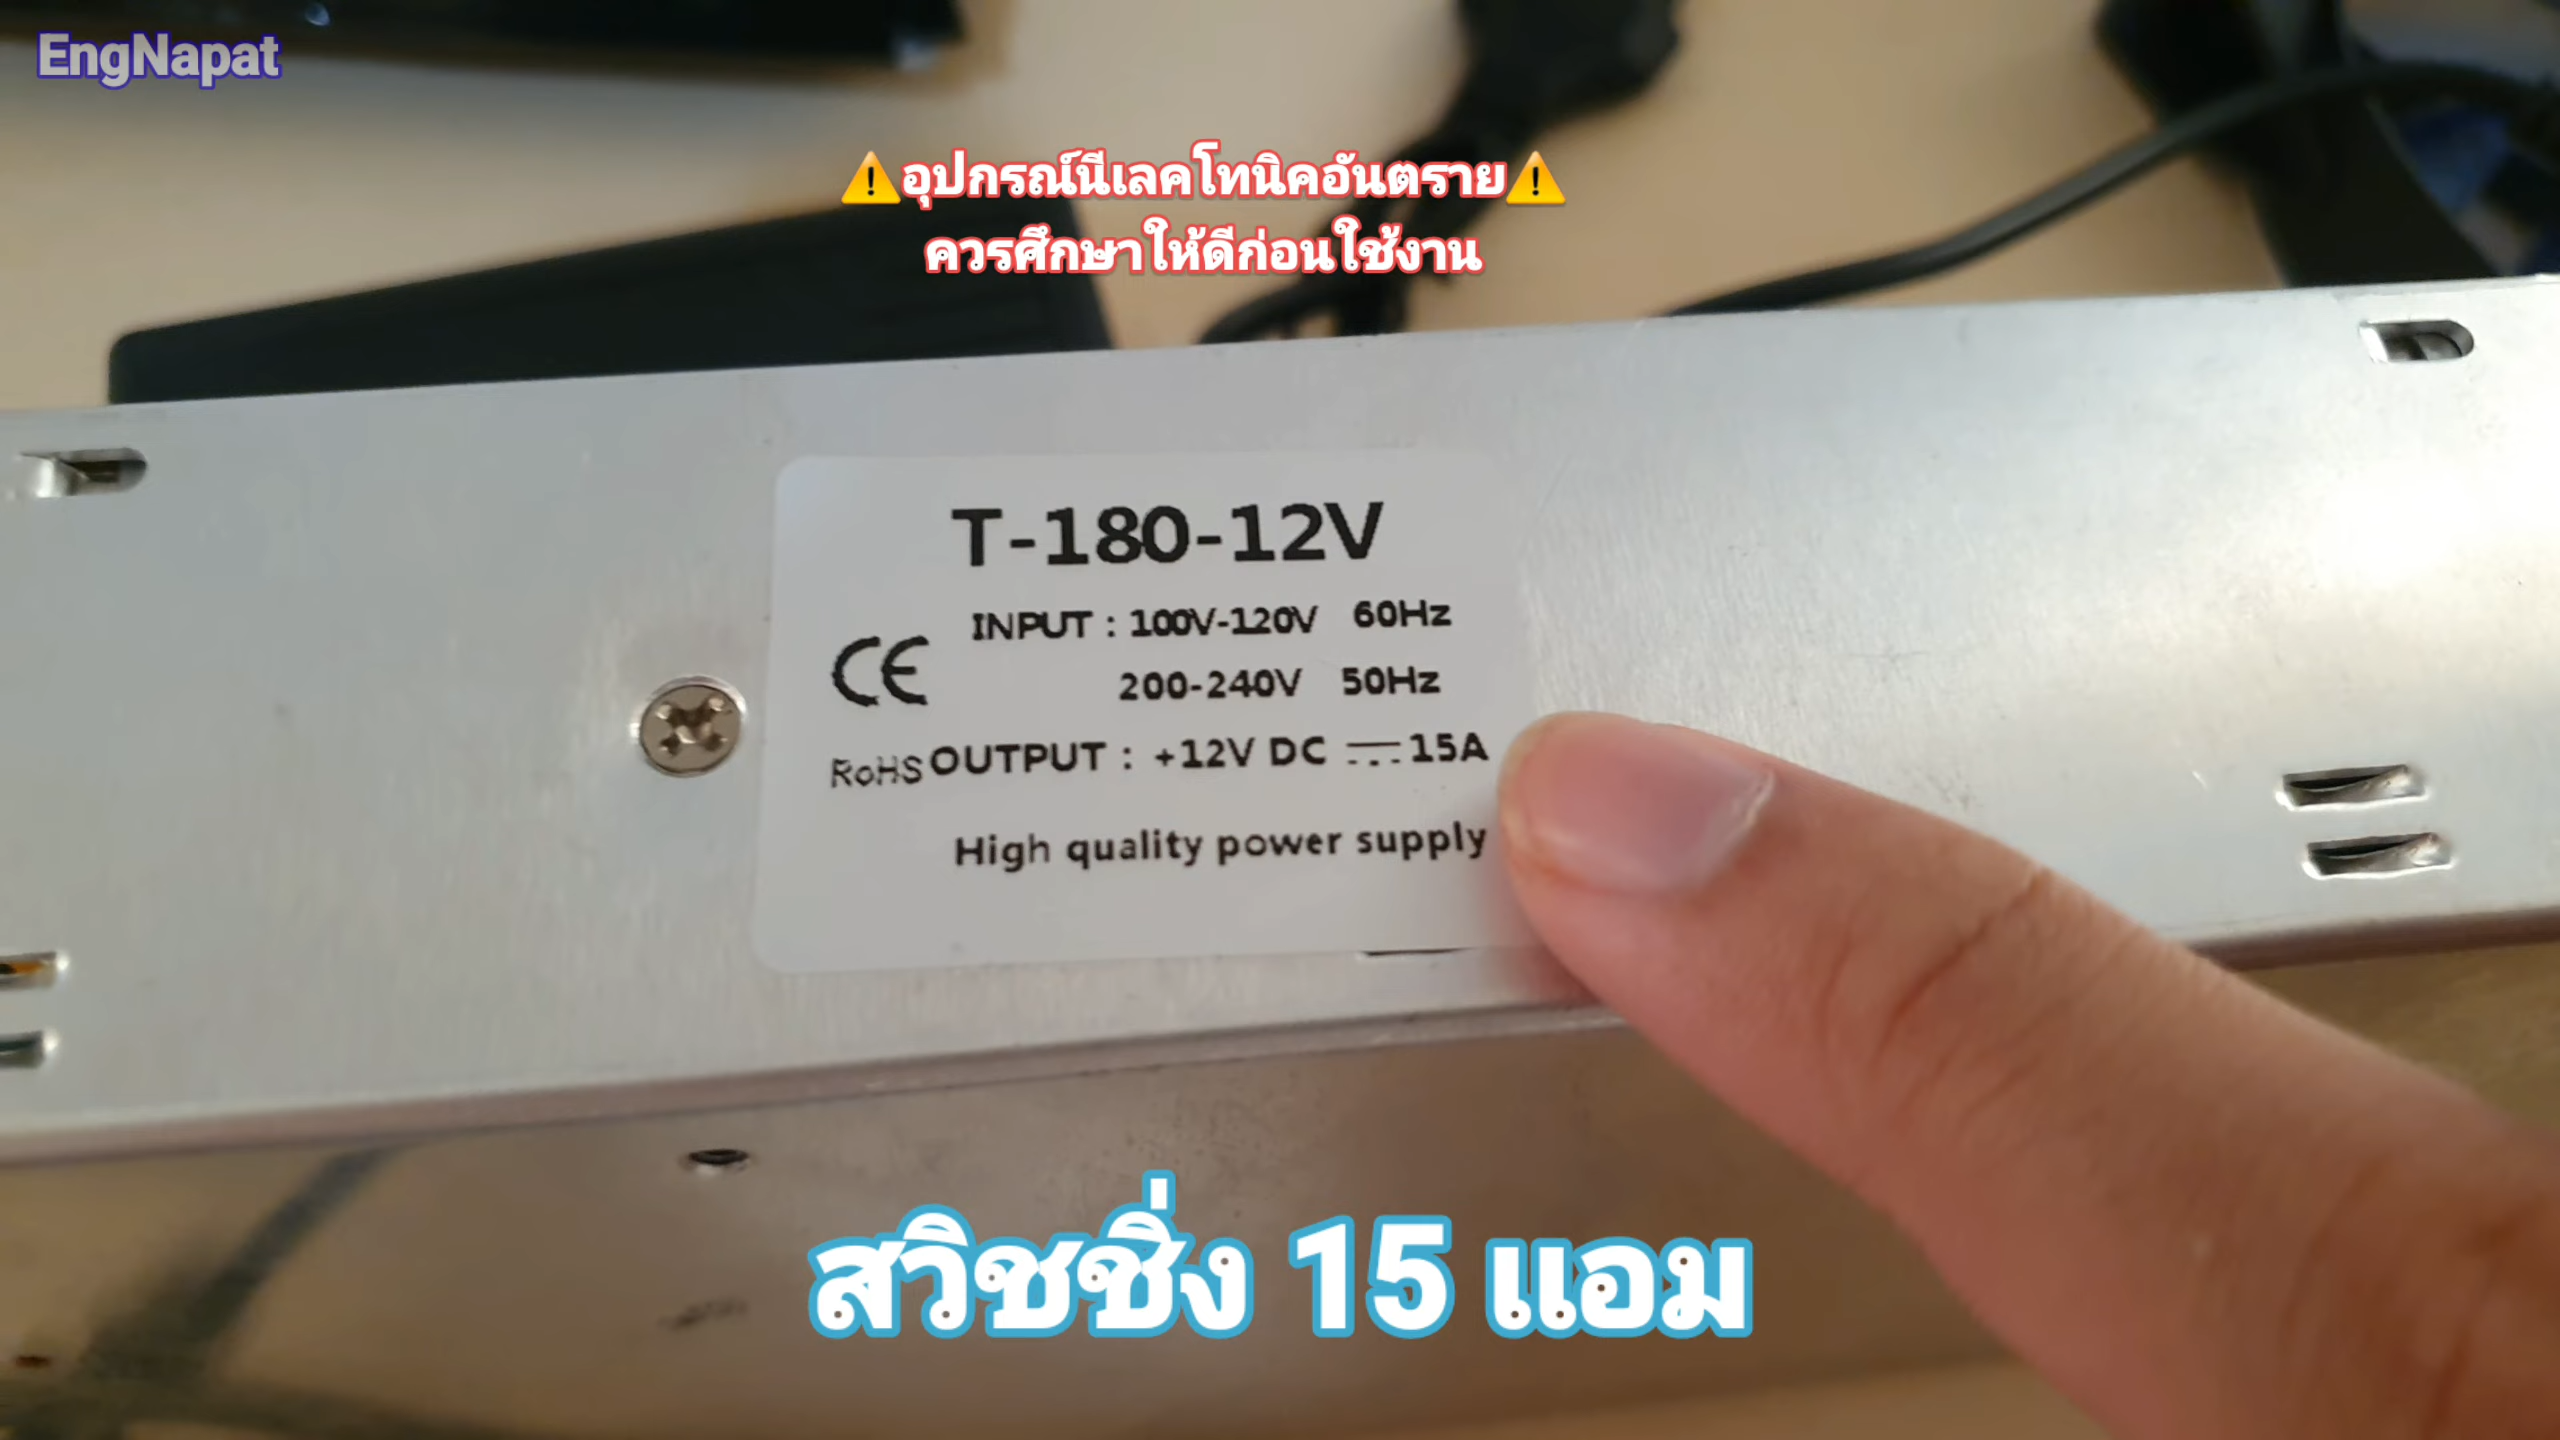 EngNapat
⚠️อุปกรณ์นีเลคโทนิคอันตราย⚠️
ควรศึกษาให้ดีก่อนใช้งาน
T-180-12V
INPUT : 100V-120V 60Hz
CE
200-240V 50Hz
RoHS OUTPUT : +12V DC ⎓ 15A
High quality power supply
สวิชชิ่ง 15 แอม